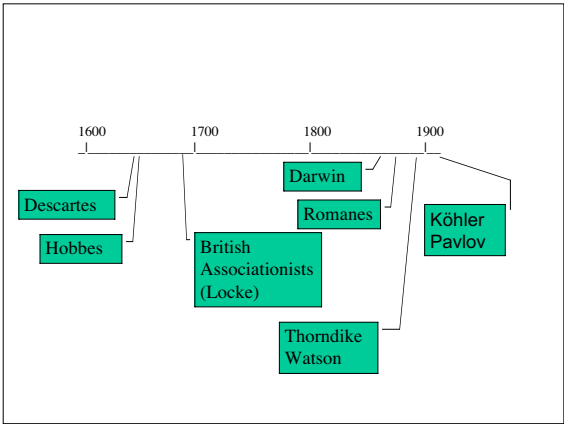 1600 1700 1800 1900
Darwin
Descartes
Romanes
Köhler
Pavlov
Hobbes
British
Associationists
(Locke)
Thorndike
Watson